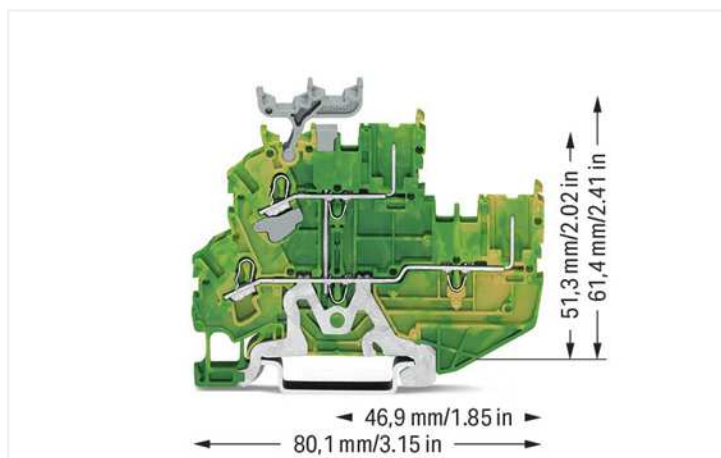 51,3 mm/2.02 in
61,4 mm/2.41 in
46,9 mm/1.85 in
80,1 mm/3.15 in